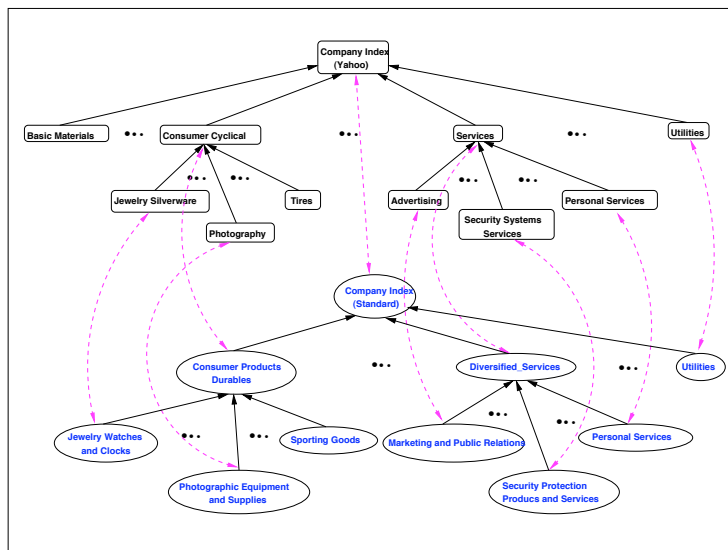 Company Index
(Yahoo)
Basic Materials
Consumer Cyclical
Services
Utilities
Jewelry Silverware
Tires
Advertising
Personal Services
Photography
Security Systems
Services
Company Index
(Standard)
Consumer Products
Durables
Diversified_Services
Utilities
Jewelry Watches
and Clocks
Sporting Goods
Marketing and Public Relations
Personal Services
Photographic Equipment
and Supplies
Security Protection
Producs and Services